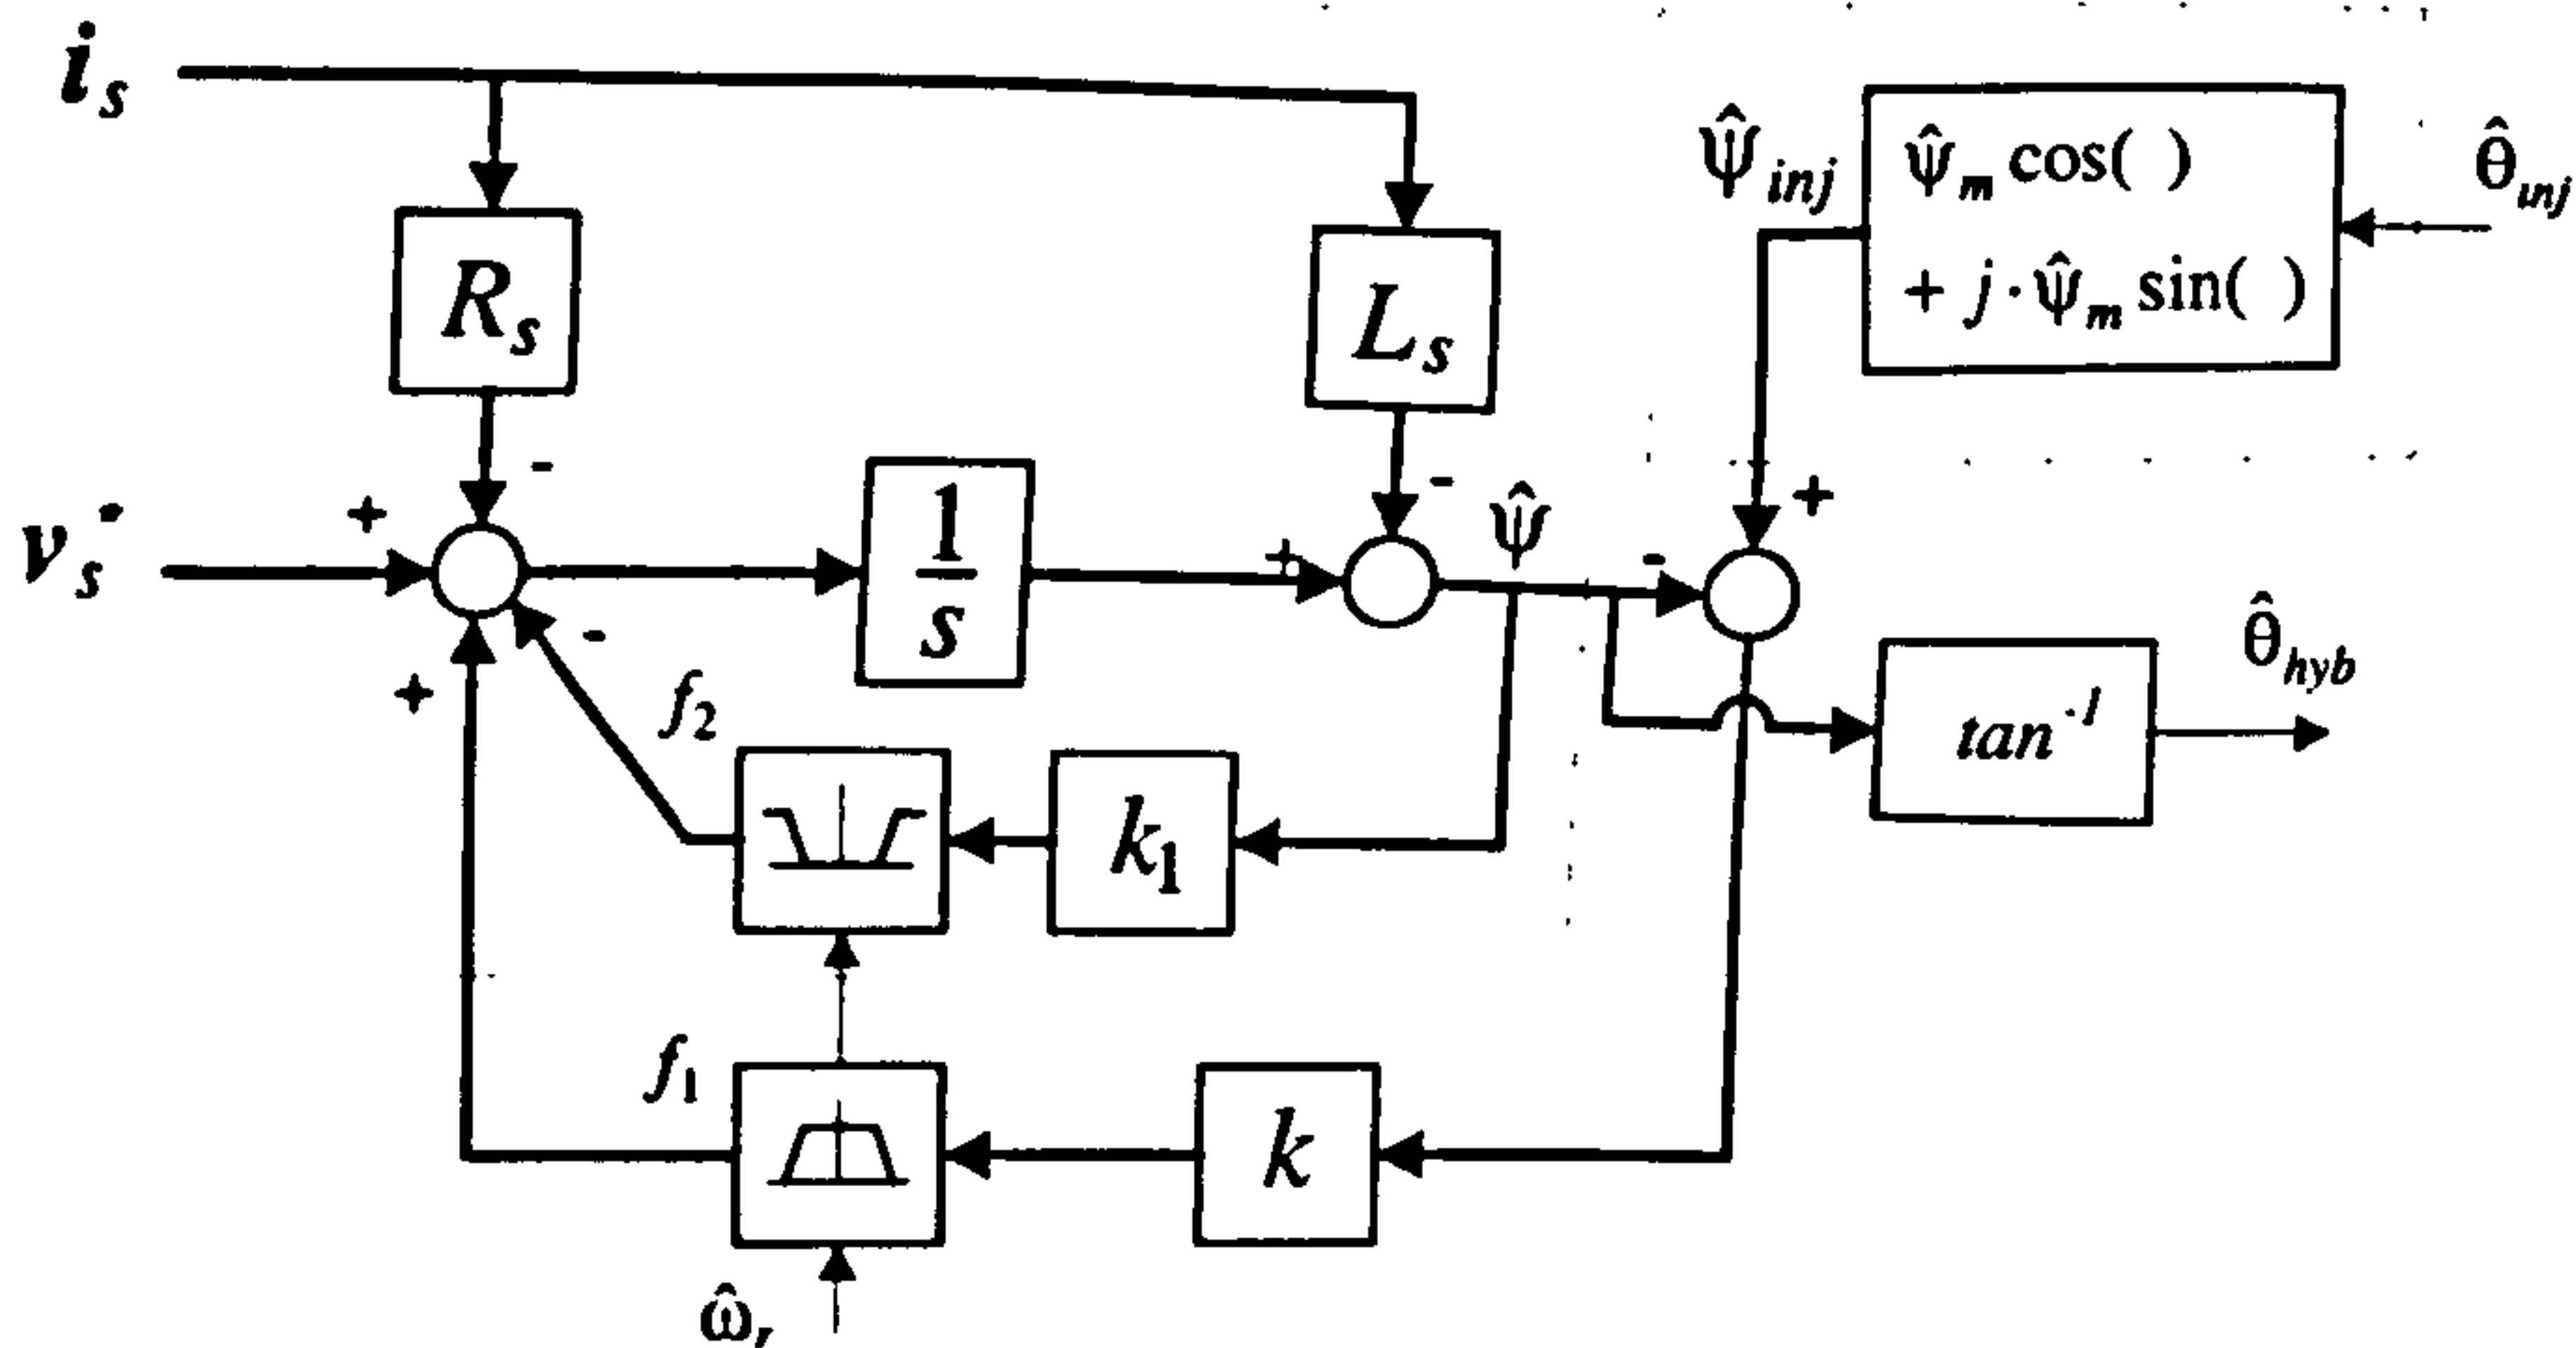 i_s
ψ̂_inj
ψ̂_m cos( )
+ j·ψ̂_m sin( )
θ̂_inj
R_s
L_s
-
-
+
v_s*
+
1/s
+
ψ̂
-
+
-
f_2
θ̂_hyb
tan^-1
k_1
f_1
k
ω̂_r